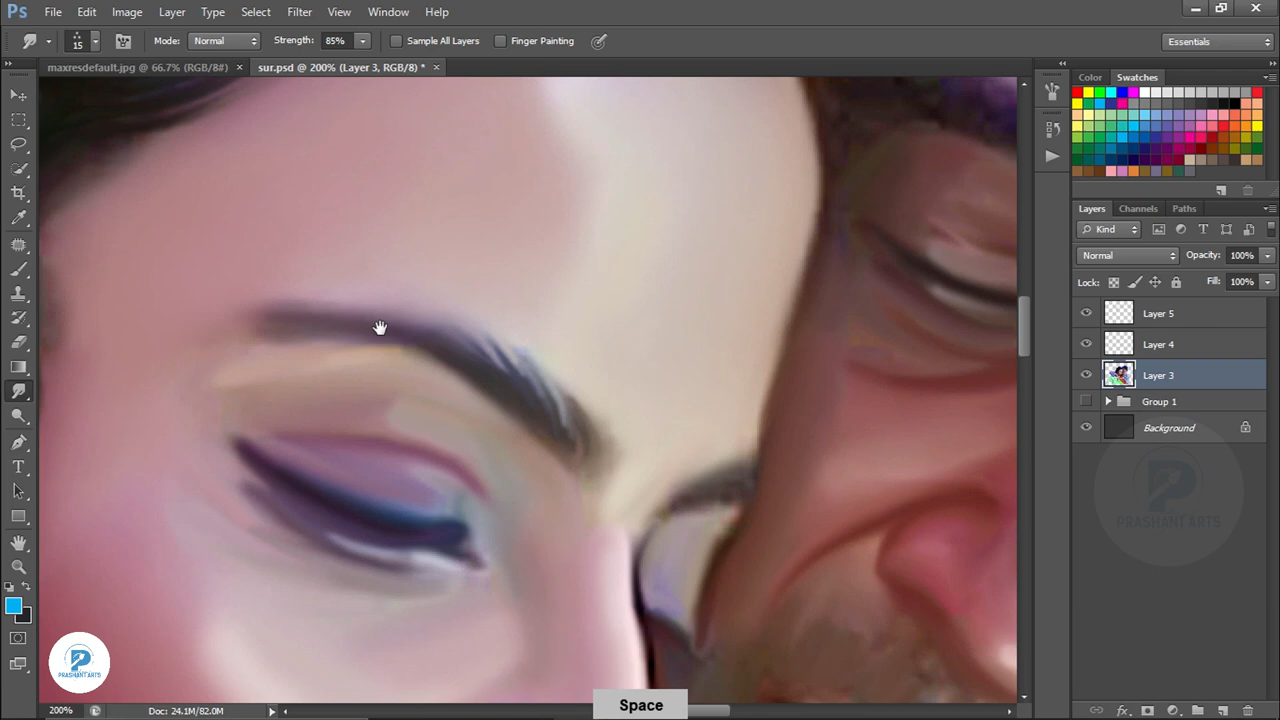 Ps File Edit Image Layer Type Select Filter View Window Help
15 Mode: Normal Strength: 85% Sample All Layers Finger Painting Essentials
maxresdefault.jpg @ 66.7% (RGB/8#) × sur.psd @ 200% (Layer 3, RGB/8) * ×
Color Swatches
Layers Channels Paths
Kind
Normal Opacity: 100%
Lock: Fill: 100%
Layer 5
Layer 4
Layer 3
Group 1
Background
PRASHANT ARTS
PRASHANT ARTS
Space
200% Doc: 24.1M/82.0M